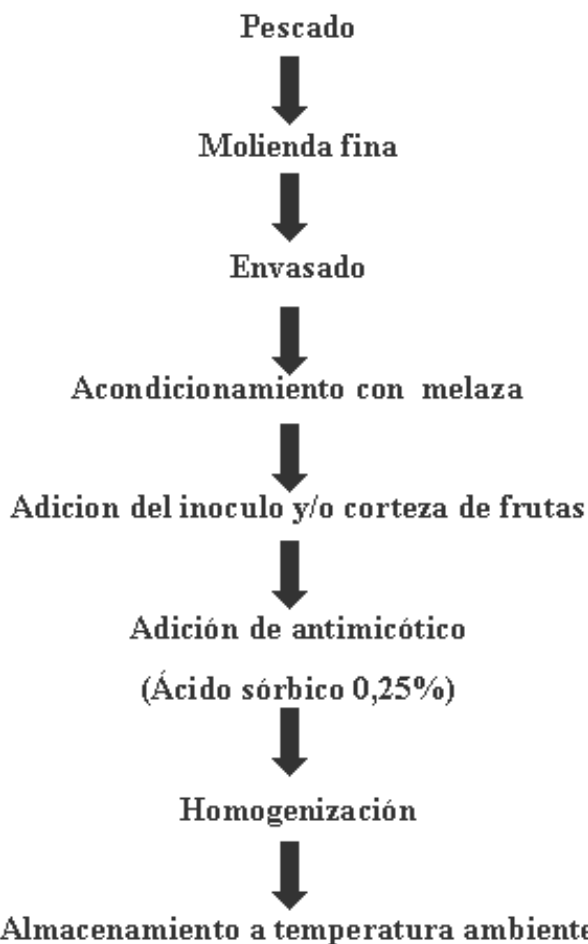 Pescado
Molienda fina
Envasado
Acondicionamiento con melaza
Adicion del inoculo y/o corteza de frutas
Adición de antimicótico
(Ácido sórbico 0,25%)
Homogenización
Almacenamiento a temperatura ambiente